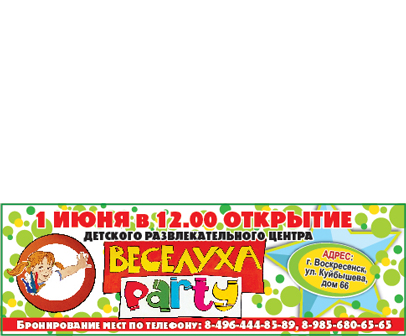 1 ИЮНЯ в 12.00 ОТКРЫТИЕ
ДЕТСКОГО РАЗВЛЕКАТЕЛЬНОГО ЦЕНТРА
ВЕСЕЛУХА
party
АДРЕС:
г. Воскресенск,
ул. Куйбышева,
дом 66
Бронирование мест по телефону: 8-496-444-85-89, 8-985-680-65-65